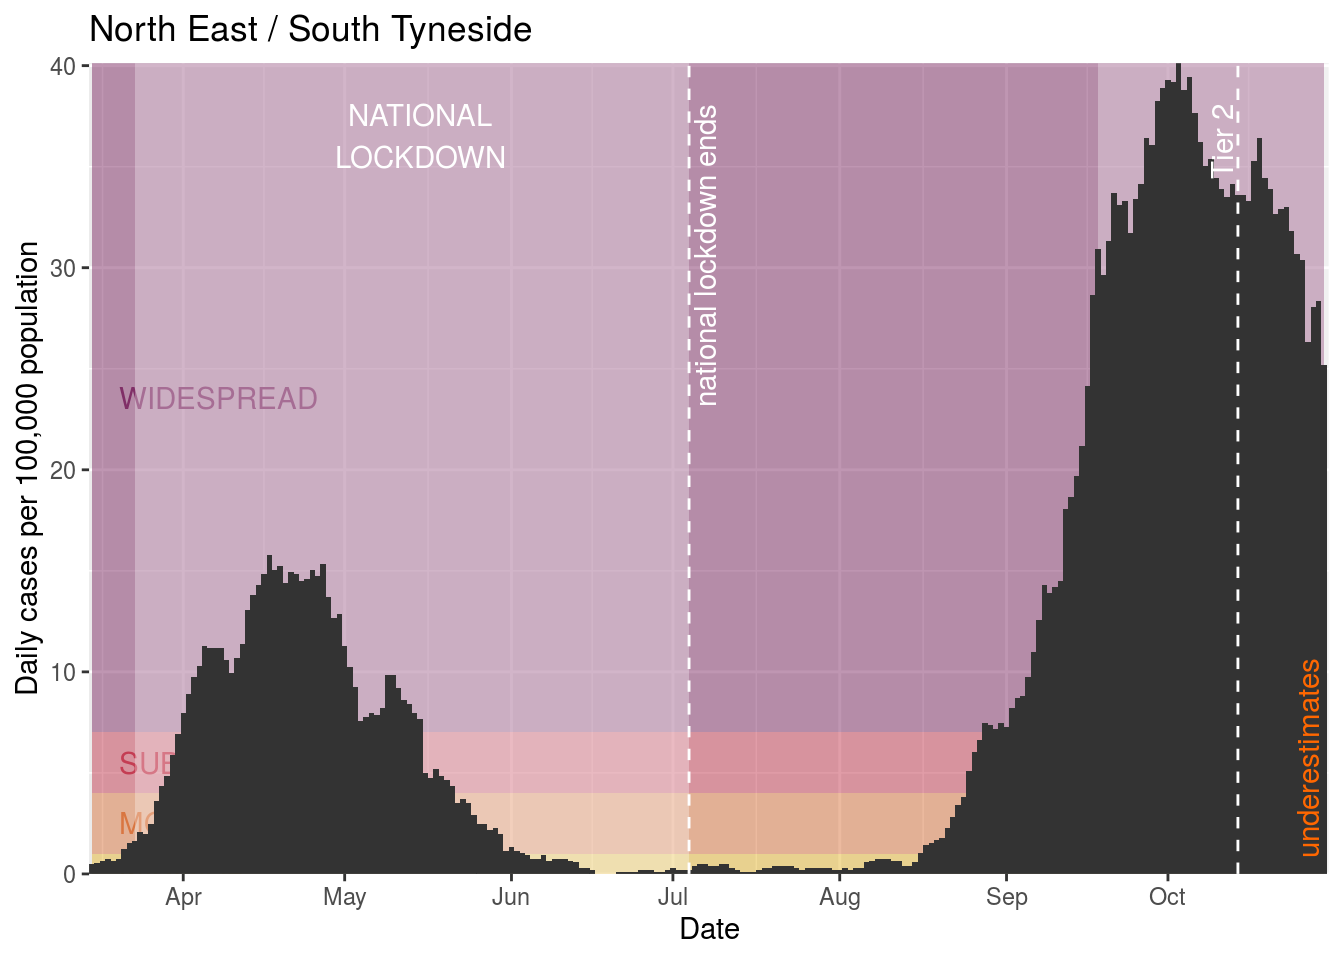 North East / South Tyneside
Daily cases per 100,000 population
40
30
20
10
0
NATIONAL
LOCKDOWN
national lockdown ends
Tier 2
WIDESPREAD
underestimates
Apr
May
Jun
Jul
Aug
Sep
Oct
Date